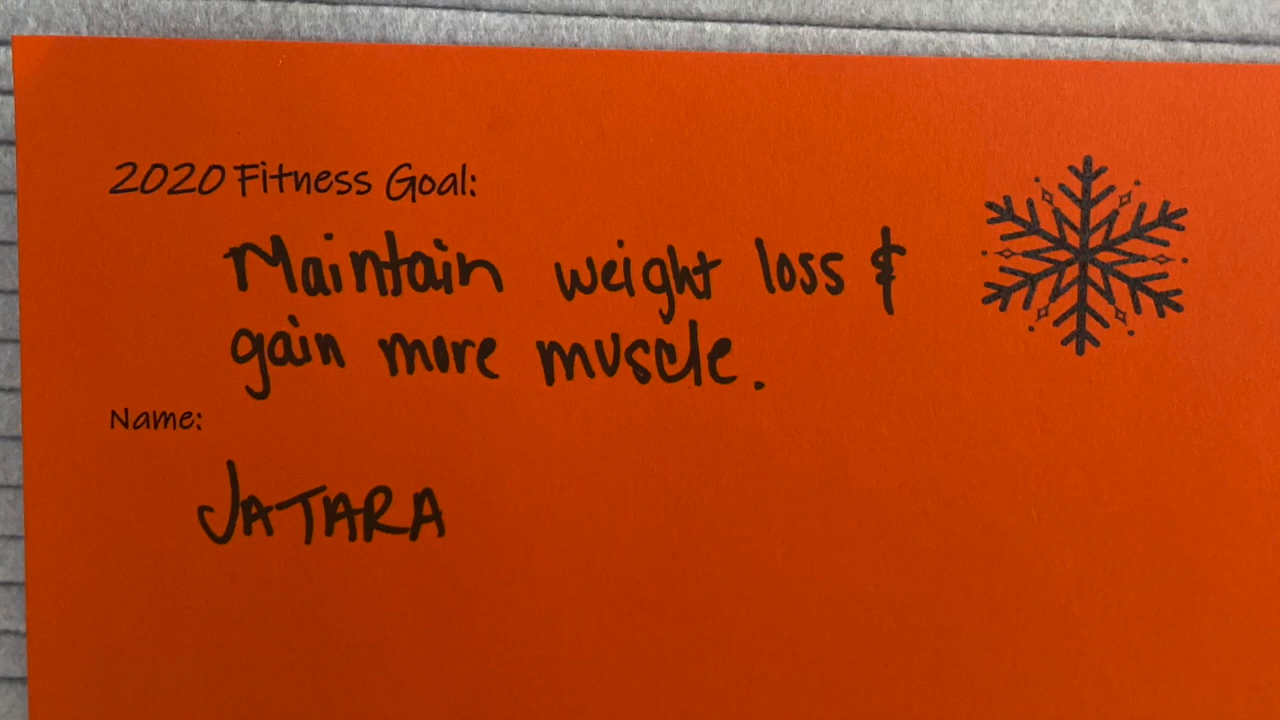 2020 Fitness Goal:
Maintain weight loss &
gain more muscle.
Name:
JATARA